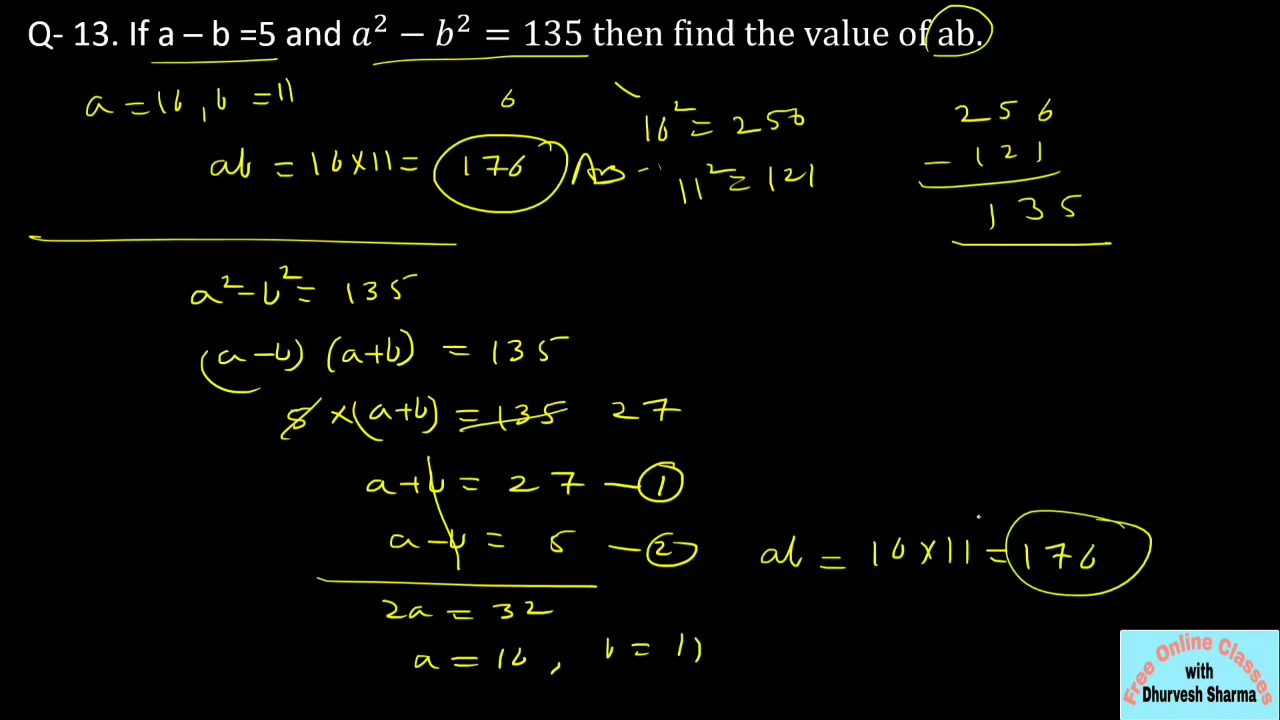 Q- 13. If a – b =5 and a² − b² = 135 then find the value of ab.
a = 16, b = 11
6
16² = 256
256
ab = 16×11 = 176 Ans
11² = 121
- 121
135
a² - b² = 135
(a-b) (a+b) = 135
5 ×(a+b) = 135 27
a+b = 27 — 1
a-b = 5 — 2
ab = 16×11 = 176
2a = 32
a = 16, b = 11
Free Online Classes
with
Dhurvesh Sharma